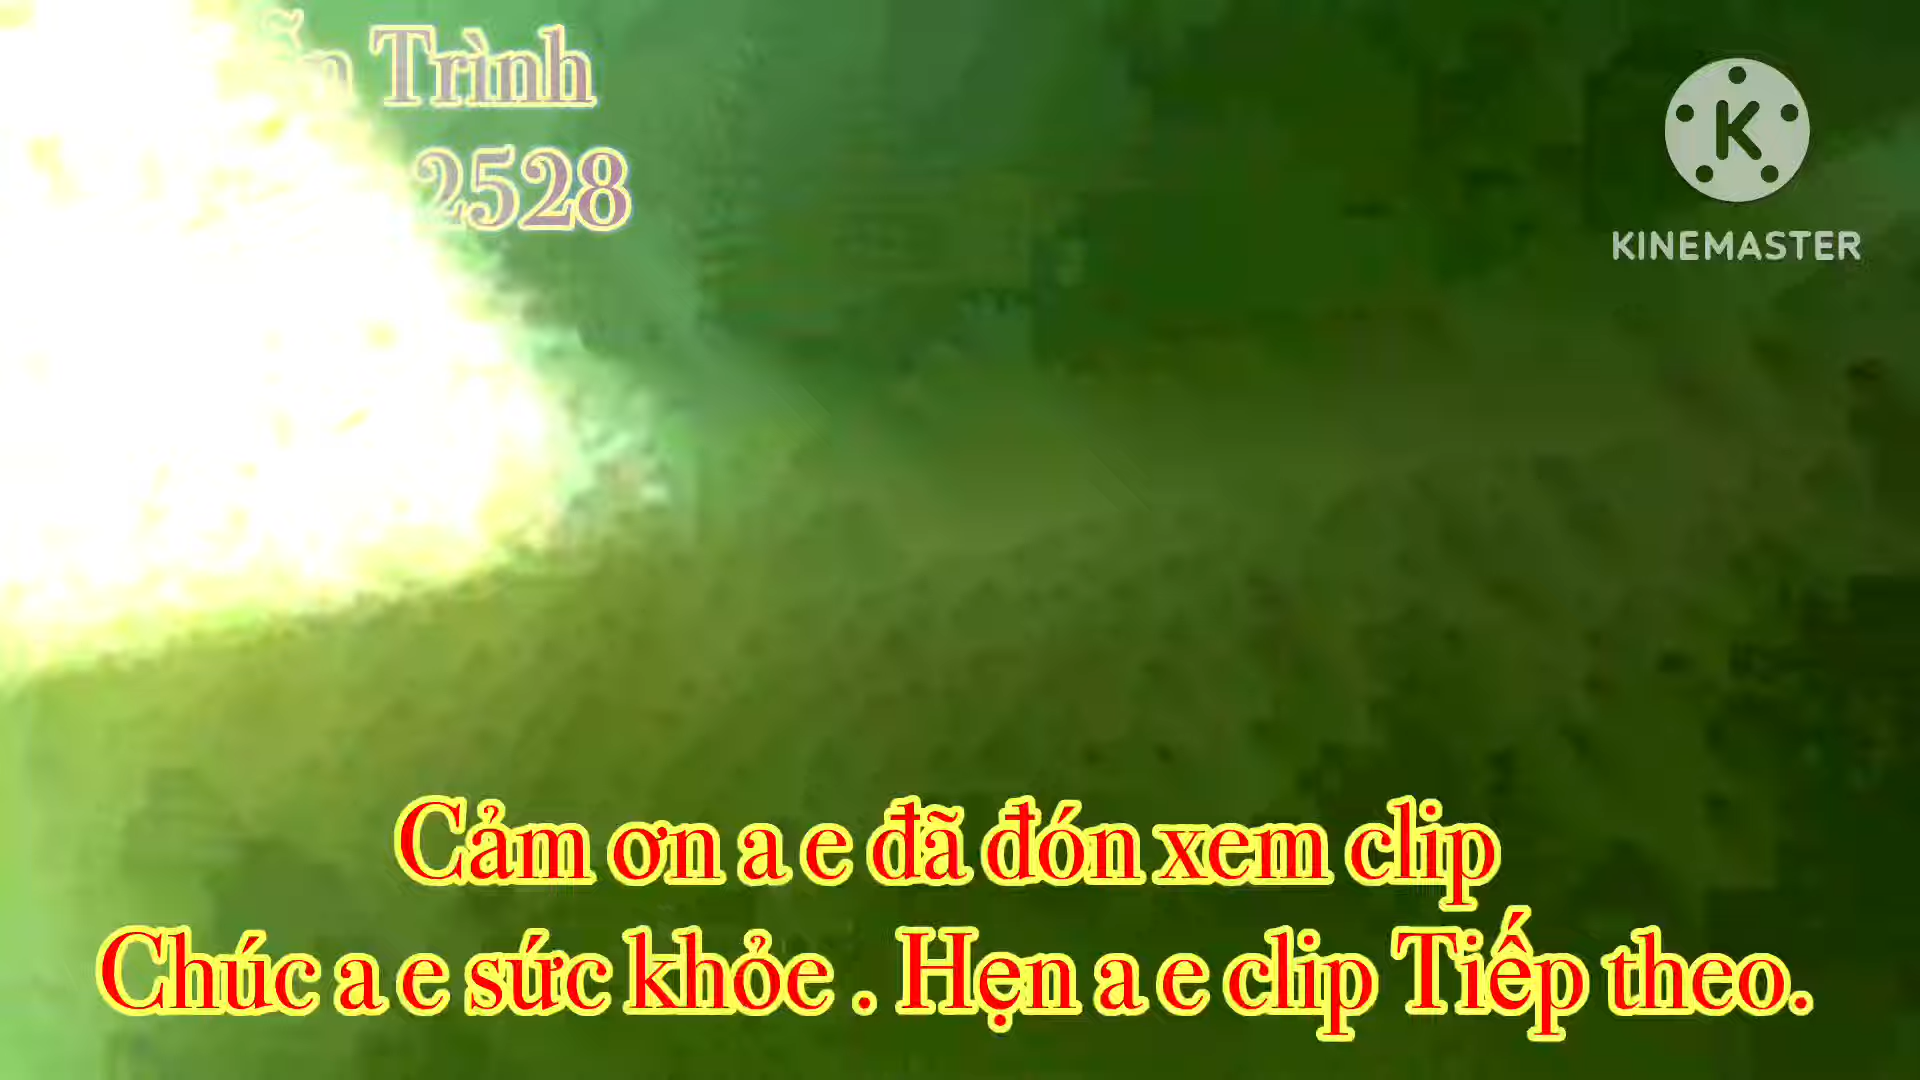 Trình
2528
KINEMASTER
Cảm ơn a e đã đón xem clip
Chúc a e sức khỏe . Hẹn a e clip Tiếp theo.